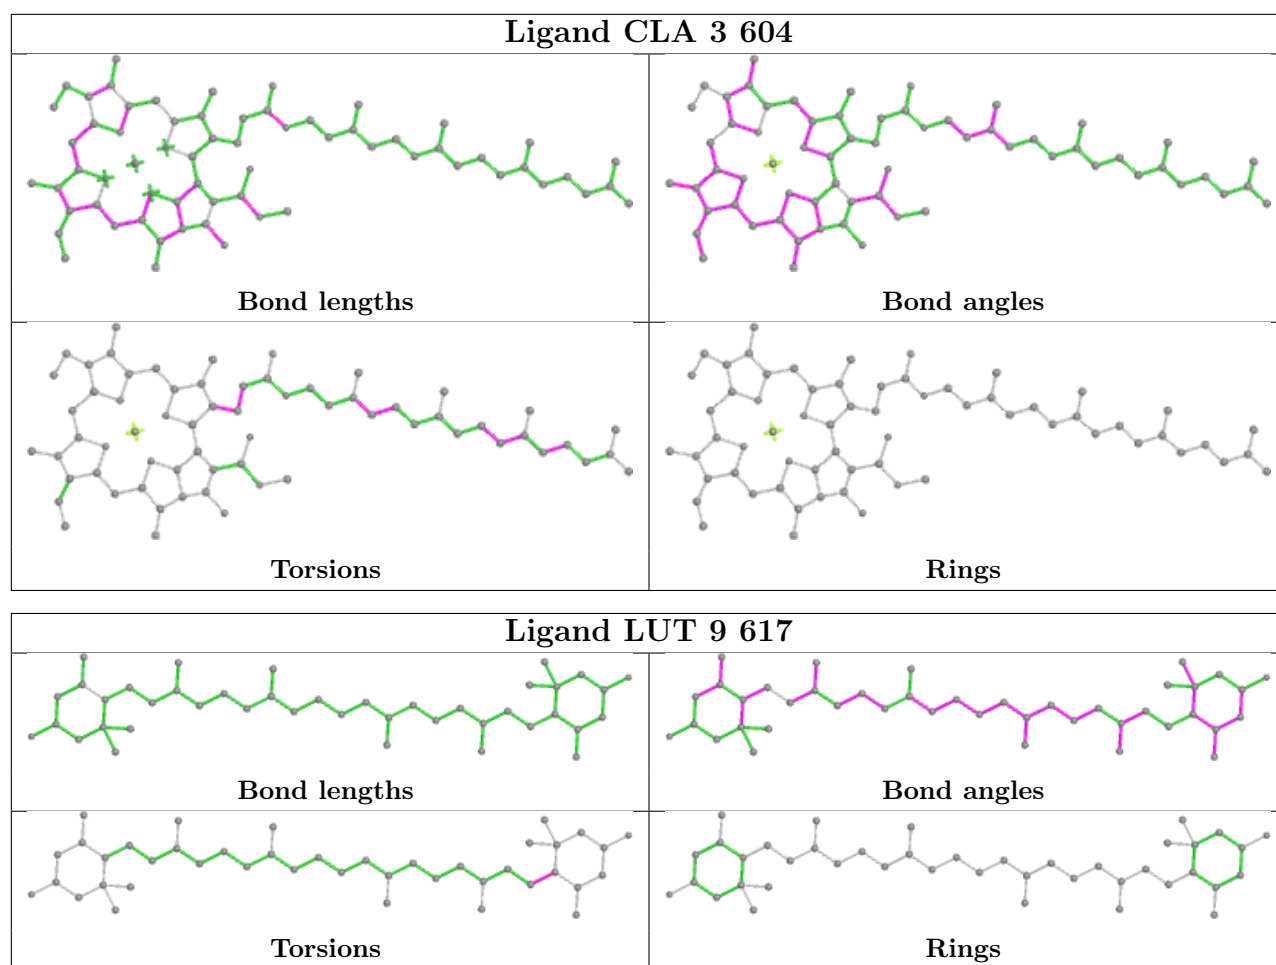 Ligand CLA 3 604
Bond lengths
Bond angles
Torsions
Rings
Ligand LUT 9 617
Bond lengths
Bond angles
Torsions
Rings